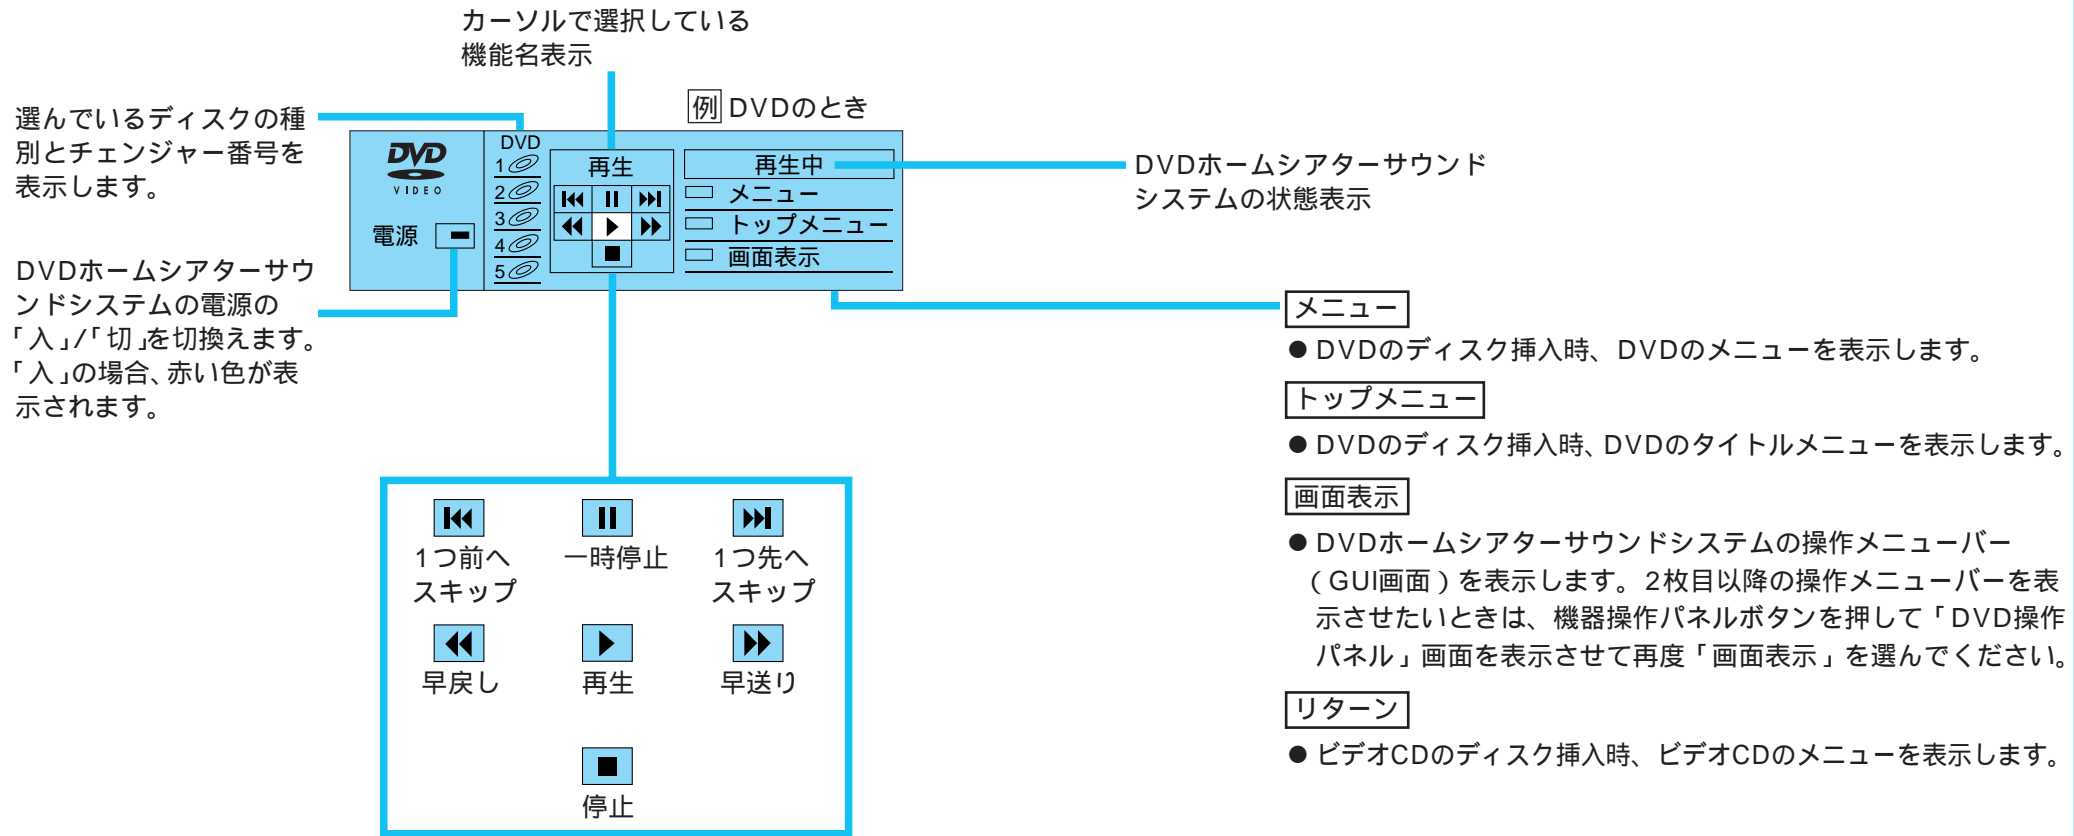 カーソルで選択している
機能名表示
選んでいるディスクの種
別とチェンジャー番号を
表示します。
例 DVDのとき
DVD
VIDEO
電源
DVD
1
2
3
4
5
再生
再生中
メニュー
トップメニュー
画面表示
DVDホームシアターサウンド
システムの状態表示
DVDホームシアターサウ
ンドシステムの電源の
「入」/「切」を切換えます。
「入」の場合、赤い色が表
示されます。
1つ前へ
スキップ
一時停止
1つ先へ
スキップ
早戻し
再生
早送り
停止
メニュー
● DVDのディスク挿入時、DVDのメニューを表示します。
トップメニュー
● DVDのディスク挿入時、DVDのタイトルメニューを表示します。
画面表示
● DVDホームシアターサウンドシステムの操作メニューバー
（GUI画面）を表示します。2枚目以降の操作メニューバーを表
示させたいときは、機器操作パネルボタンを押して「DVD操作
パネル」画面を表示させて再度「画面表示」を選んでください。
リターン
● ビデオCDのディスク挿入時、ビデオCDのメニューを表示します。